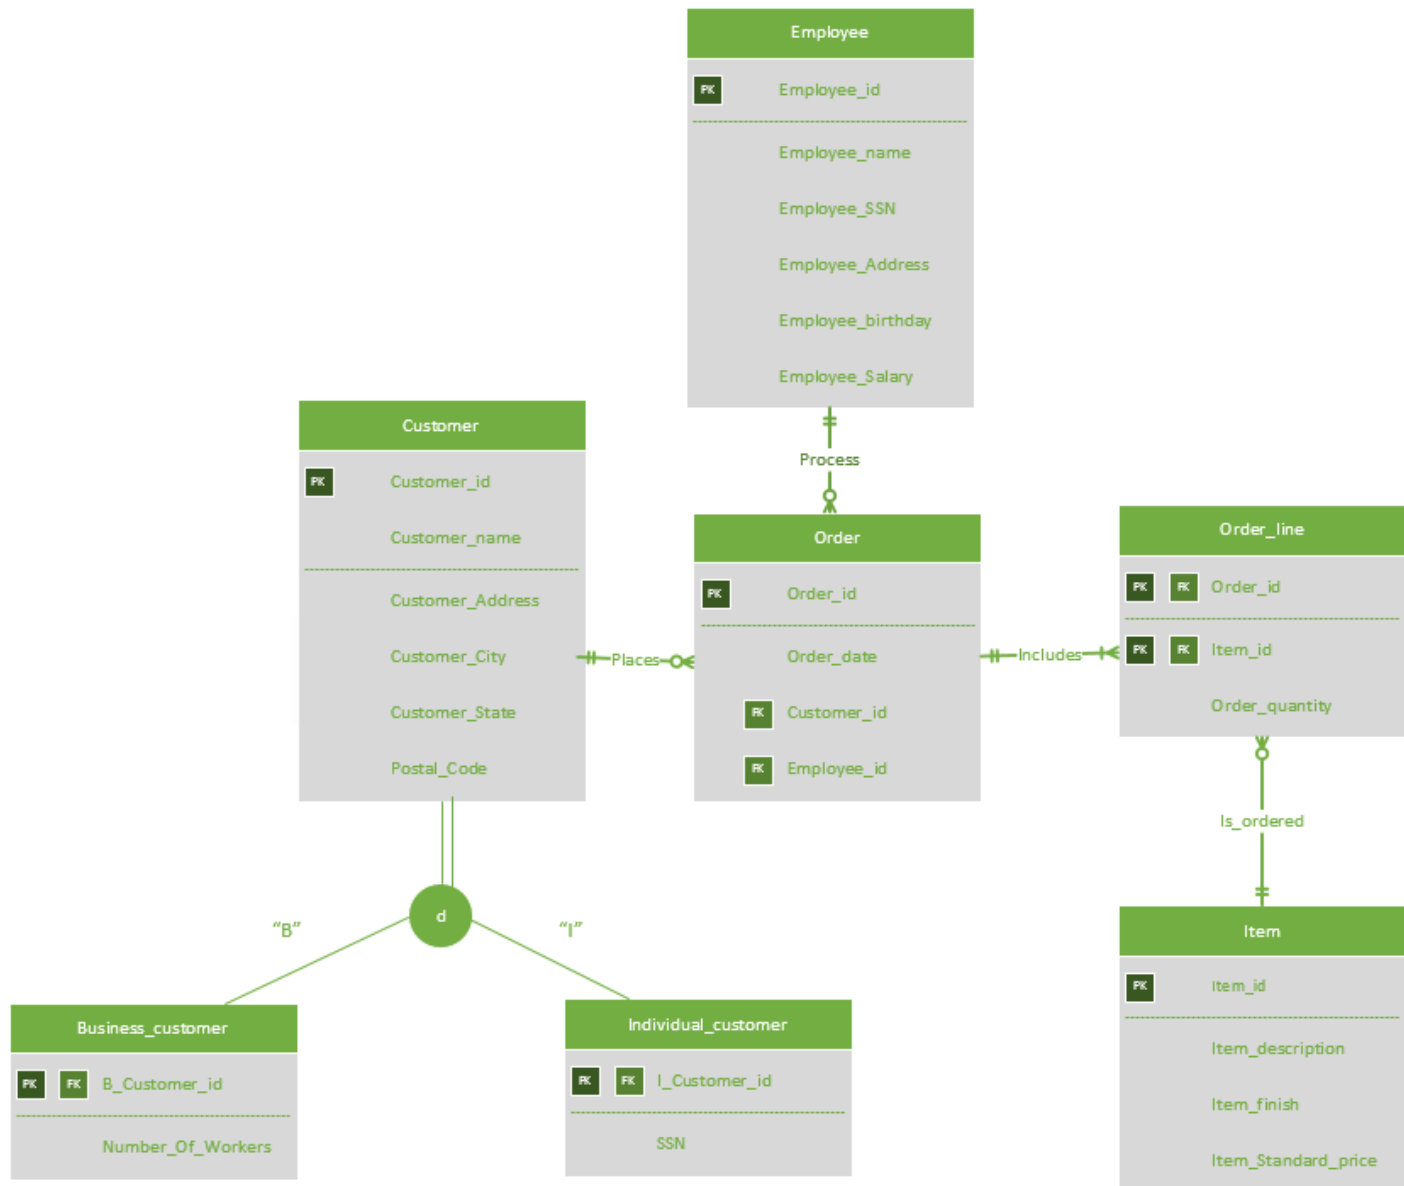 Employee
PK Employee_id
Employee_name
Employee_SSN
Employee_Address
Employee_birthday
Employee_Salary
Process
Customer
PK Customer_id
Customer_name
Customer_Address
Customer_City
Customer_State
Postal_Code
Places
Order
PK Order_id
Order_date
FK Customer_id
FK Employee_id
Includes
Order_line
PK FK Order_id
PK FK Item_id
Order_quantity
Is_ordered
Item
PK Item_id
Item_description
Item_finish
Item_Standard_price
d
“B”
“I”
Business_customer
PK FK B_Customer_id
Number_Of_Workers
Individual_customer
PK FK I_Customer_id
SSN